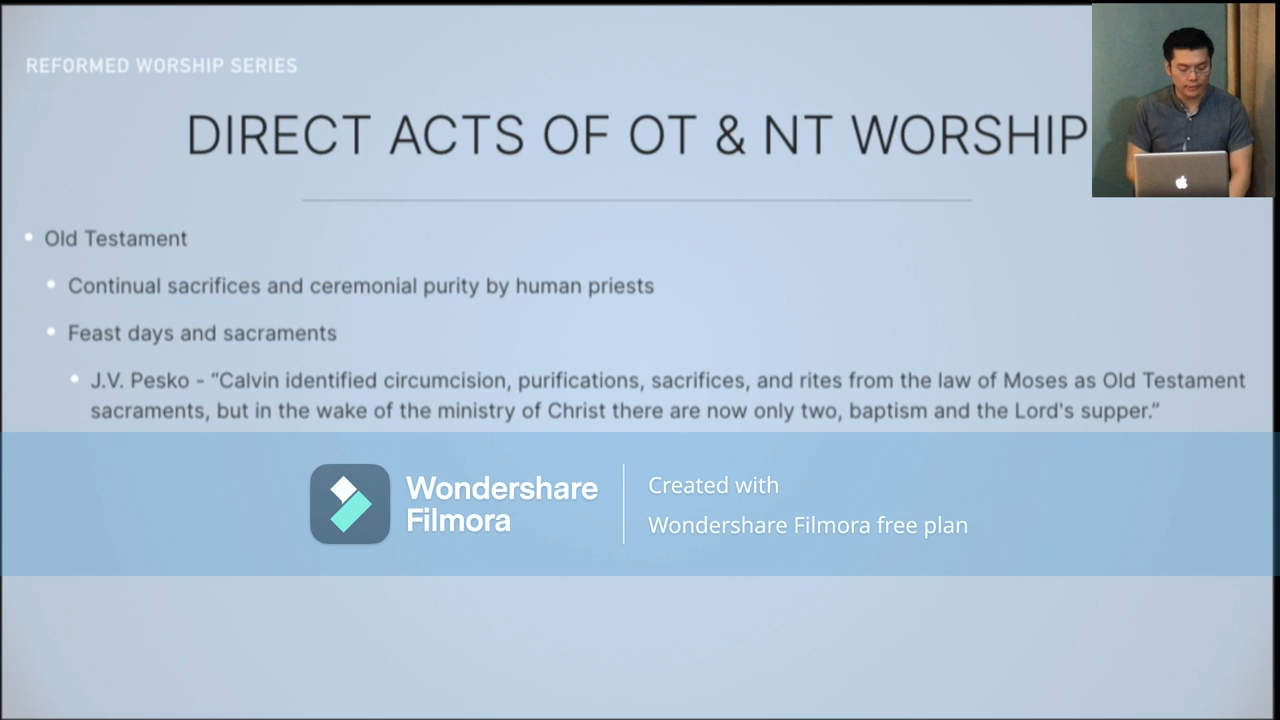 REFORMED WORSHIP SERIES
DIRECT ACTS OF OT & NT WORSHIP
Old Testament
Continual sacrifices and ceremonial purity by human priests
Feast days and sacraments
J.V. Pesko - “Calvin identified circumcision, purifications, sacrifices, and rites from the law of Moses as Old Testament
sacraments, but in the wake of the ministry of Christ there are now only two, baptism and the Lord's supper.”
Wondershare
Filmora
Created with
Wondershare Filmora free plan